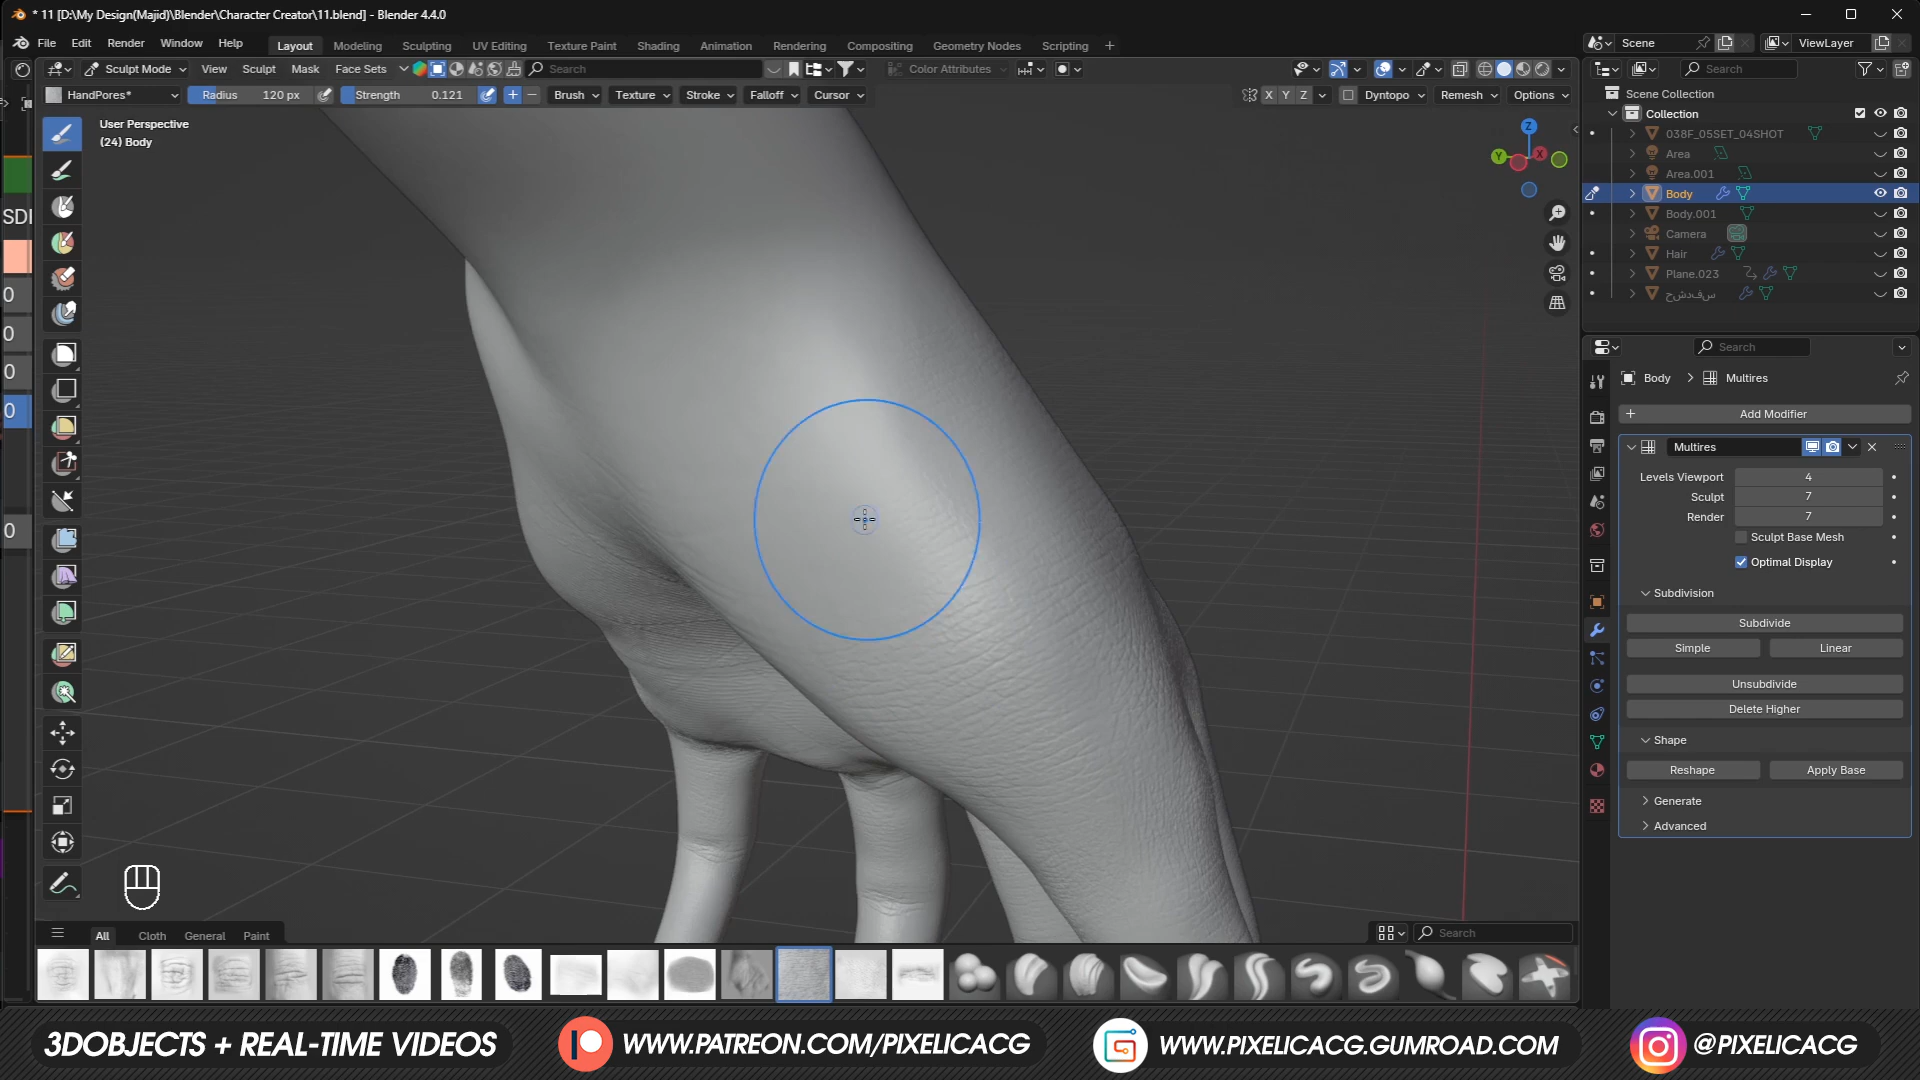 * 11 [D:\My Design(Majid)\Blender\Character Creator\11.blend] - Blender 4.4.0
File Edit Render Window Help Layout Modeling Sculpting UV Editing Texture Paint Shading Animation Rendering Compositing Geometry Nodes Scripting + Scene ViewLayer
Sculpt Mode View Sculpt Mask Face Sets Search Color Attributes Search
HandPores* Radius 120 px Strength 0.121 + − Brush Texture Stroke Falloff Cursor X Y Z Dyntopo Remesh Options
Scene Collection
Collection
038F_05SET_04SHOT
Area
Area.001
Body
Body.001
Camera
Hair
Plane.023
User Perspective
(24) Body
Z
Y X
0
0
0
0
0
Search
Body > Multires
+ Add Modifier
Multires
Levels Viewport 4
Sculpt 7
Render 7
Sculpt Base Mesh
Optimal Display
Subdivision
Subdivide
Simple Linear
Unsubdivide
Delete Higher
Shape
Reshape Apply Base
Generate
Advanced
All Cloth General Paint Search
3DOBJECTS + REAL-TIME VIDEOS WWW.PATREON.COM/PIXELICACG WWW.PIXELICACG.GUMROAD.COM @PIXELICACG